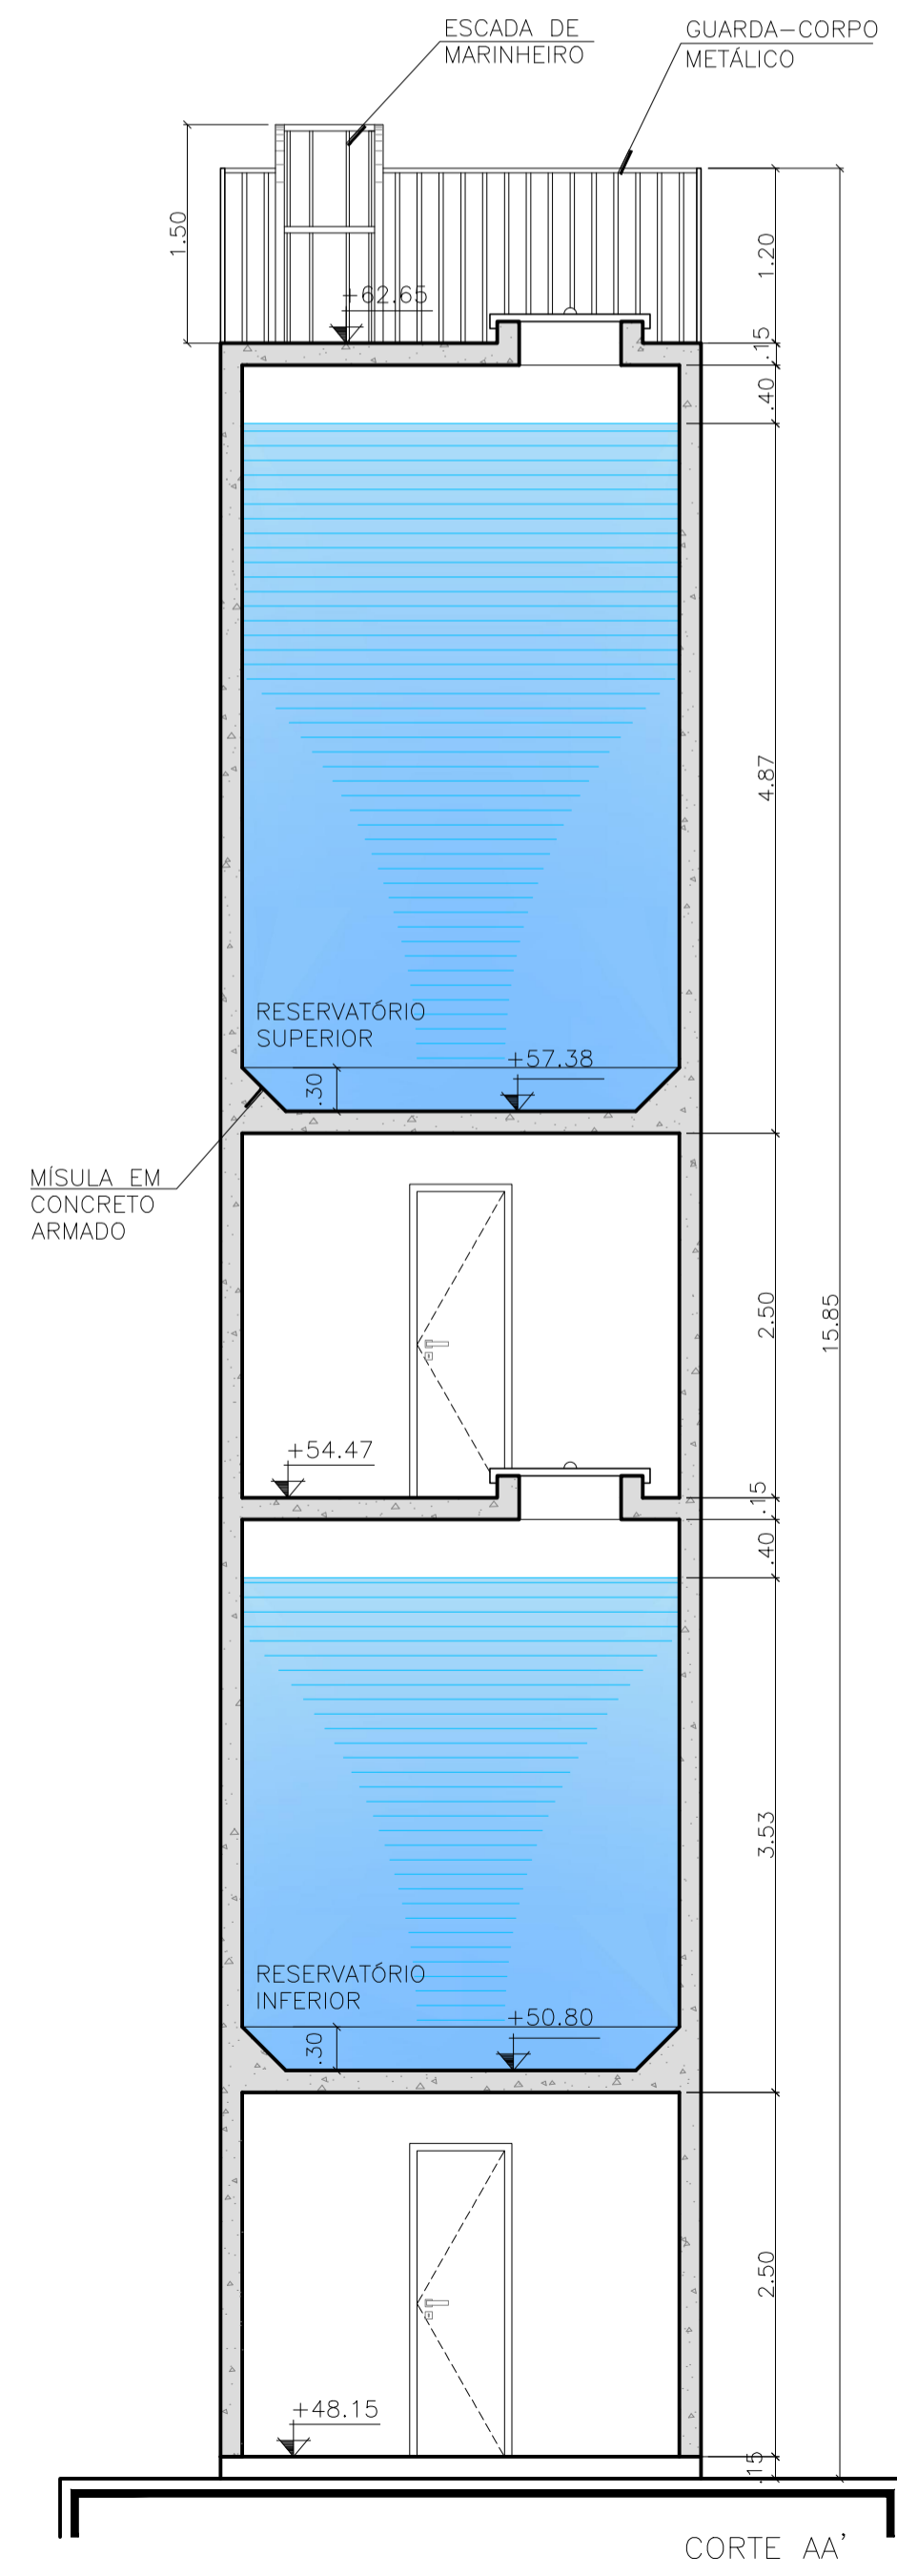 ESCADA DE
MARINHEIRO
GUARDA-CORPO
METÁLICO
1.50
1.20
+62.65
.15
.40
4.87
RESERVATÓRIO
SUPERIOR
+57.38
.30
MÍSULA EM
CONCRETO
ARMADO
2.50
15.85
+54.47
.15
.40
3.53
RESERVATÓRIO
INFERIOR
+50.80
.30
2.50
+48.15
.15
CORTE AA'